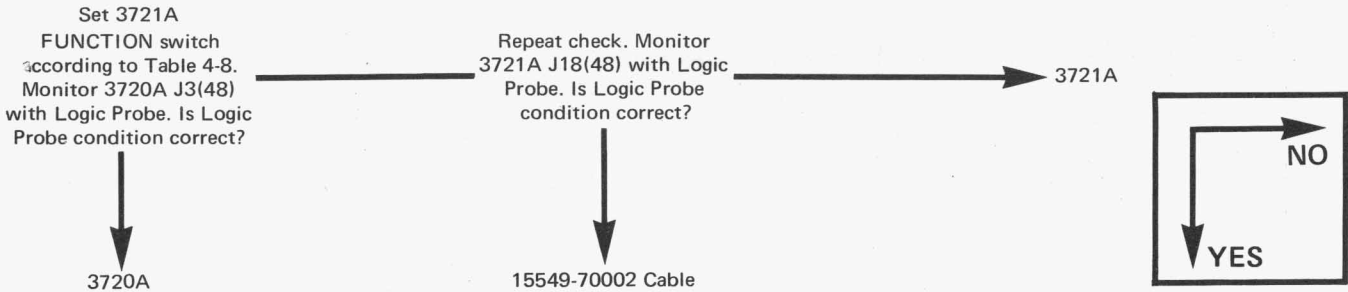 Set 3721A
FUNCTION switch
according to Table 4-8.
Monitor 3720A J3(48)
with Logic Probe. Is Logic
Probe condition correct?
Repeat check. Monitor
3721A J18(48) with Logic
Probe. Is Logic Probe
condition correct?
3721A
NO
YES
3720A
15549-70002 Cable